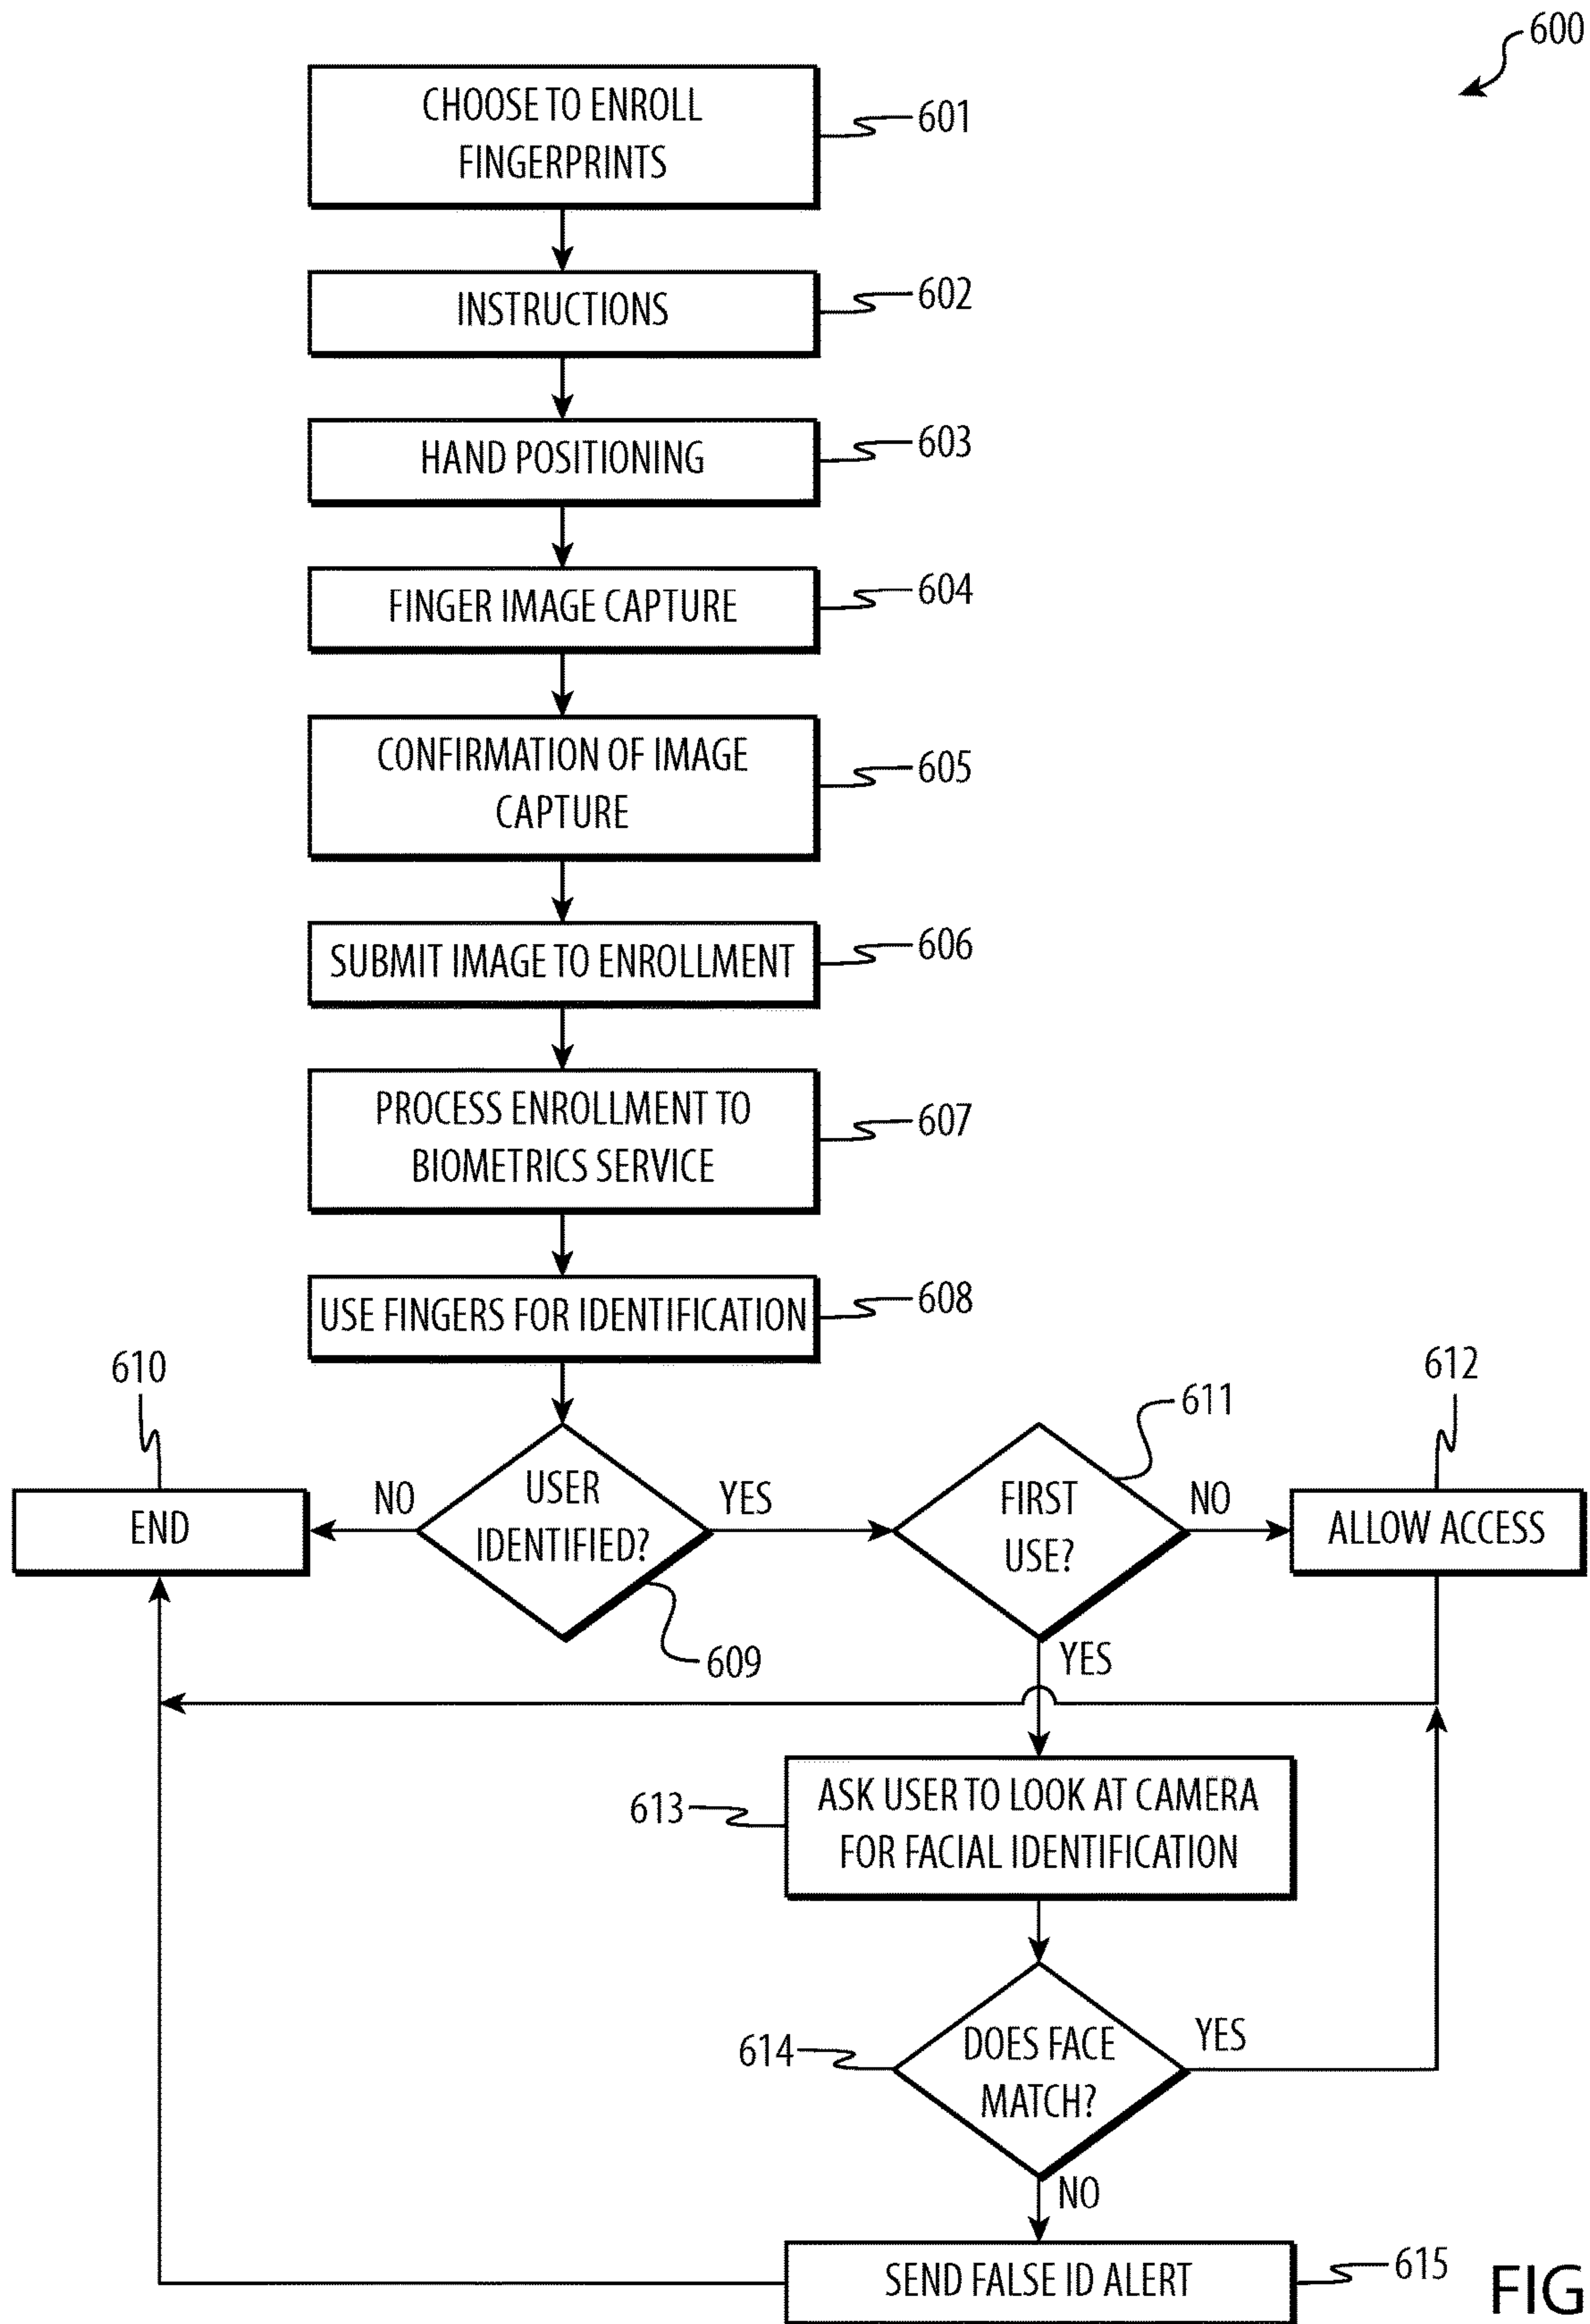 600
CHOOSE TO ENROLL
FINGERPRINTS
601
INSTRUCTIONS
602
HAND POSITIONING
603
FINGER IMAGE CAPTURE
604
CONFIRMATION OF IMAGE
CAPTURE
605
SUBMIT IMAGE TO ENROLLMENT
606
PROCESS ENROLLMENT TO
BIOMETRICS SERVICE
607
USE FINGERS FOR IDENTIFICATION
608
610
END
NO
USER
IDENTIFIED?
609
YES
FIRST
USE?
611
NO
612
ALLOW ACCESS
YES
613
ASK USER TO LOOK AT CAMERA
FOR FACIAL IDENTIFICATION
614
DOES FACE
MATCH?
YES
NO
SEND FALSE ID ALERT
615
FIG